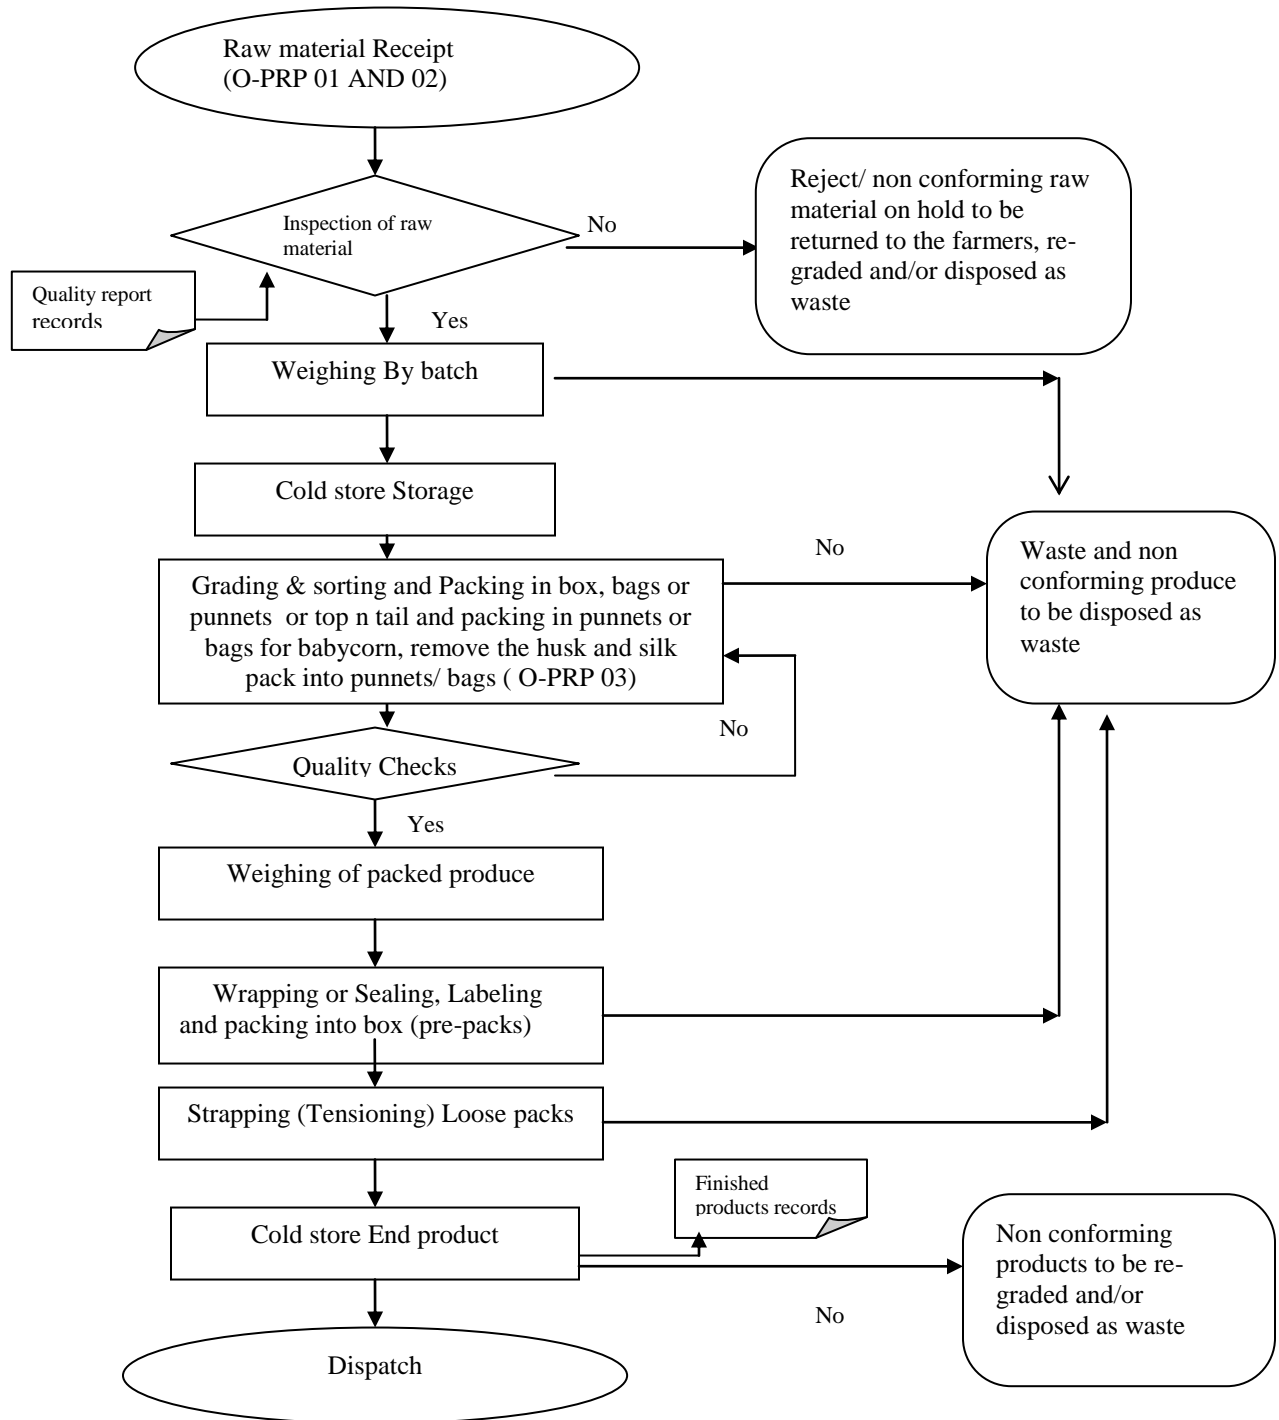 Raw material Receipt
(O-PRP 01 AND 02)
Inspection of raw
material
No
Reject/ non conforming raw
material on hold to be
returned to the farmers, re-
graded and/or disposed as
waste
Quality report
records
Yes
Weighing By batch
Cold store Storage
No
Waste and non
conforming produce
to be disposed as
waste
Grading & sorting and Packing in box, bags or
punnets or top n tail and packing in punnets or
bags for babycorn, remove the husk and silk
pack into punnets/ bags ( O-PRP 03)
No
Quality Checks
Yes
Weighing of packed produce
Wrapping or Sealing, Labeling
and packing into box (pre-packs)
Strapping (Tensioning) Loose packs
Finished
products records
Cold store End product
Non conforming
products to be re-
graded and/or
disposed as waste
No
Dispatch